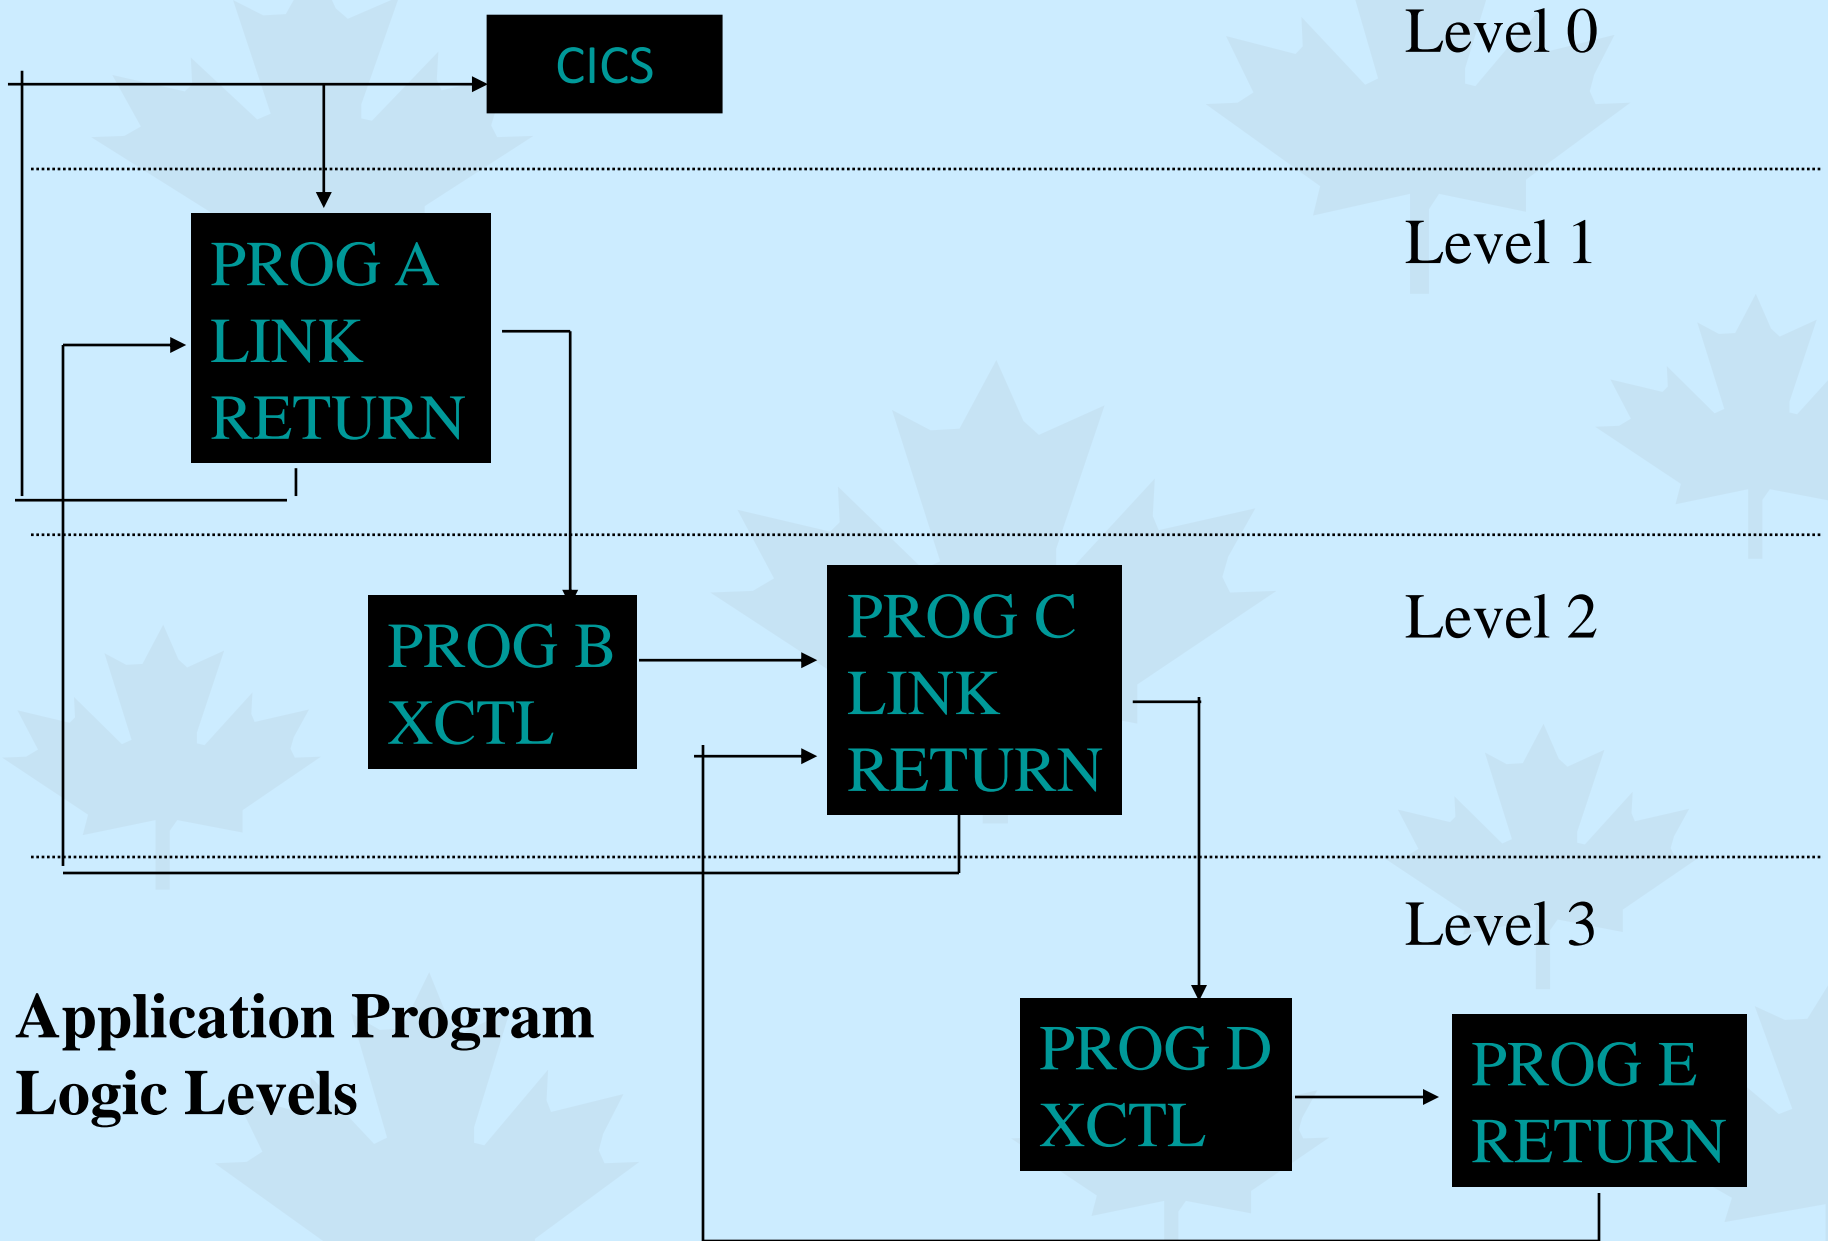 CICS
Level 0
Level 1
PROG A
LINK
RETURN
Level 2
PROG B
XCTL
PROG C
LINK
RETURN
Level 3
Application Program
Logic Levels
PROG D
XCTL
PROG E
RETURN